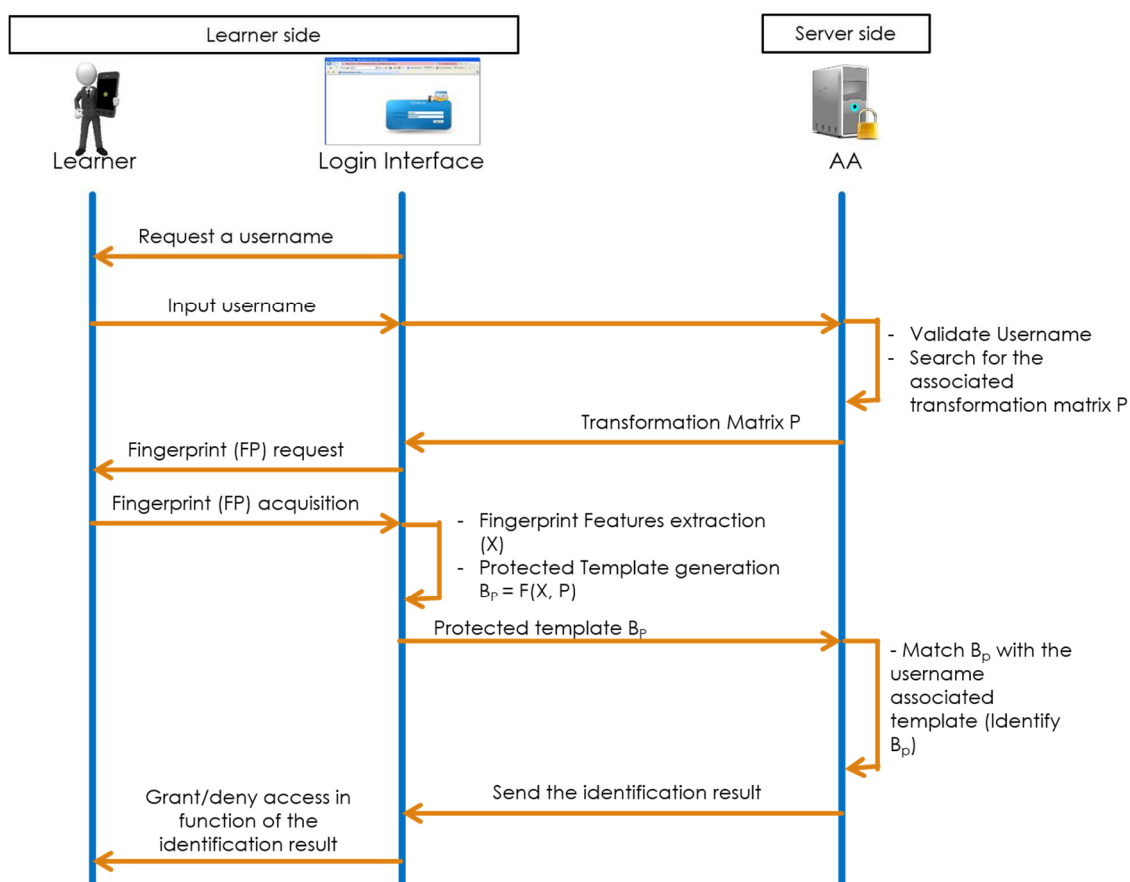 Learner side
Server side
Learner
Login Interface
AA
Request a username
Input username
- Validate Username
- Search for the
associated
transformation matrix P
Transformation Matrix P
Fingerprint (FP) request
Fingerprint (FP) acquisition
- Fingerprint Features extraction
(X)
- Protected Template generation
Bₚ = F(X, P)
Protected template Bₚ
- Match Bₚ with the
username
associated
template (Identify
Bₚ)
Send the identification result
Grant/deny access in
function of the
identification result